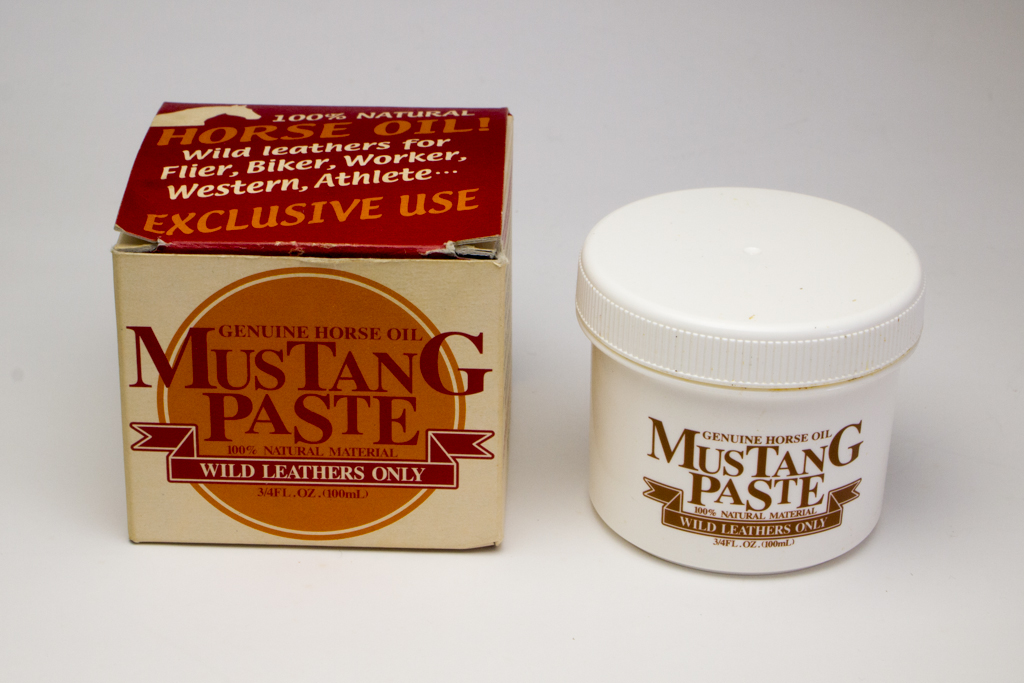 100% NATURAL
HORSE OIL!
Wild leathers for
Flier, Biker, Worker,
Western, Athlete...
EXCLUSIVE USE
GENUINE HORSE OIL
MUSTANG
PASTE
100% NATURAL MATERIAL
WILD LEATHERS ONLY
3/4FL.OZ.(100mL)
GENUINE HORSE OIL
MUSTANG
PASTE
100% NATURAL MATERIAL
WILD LEATHERS ONLY
3/4FL.OZ.(100mL)